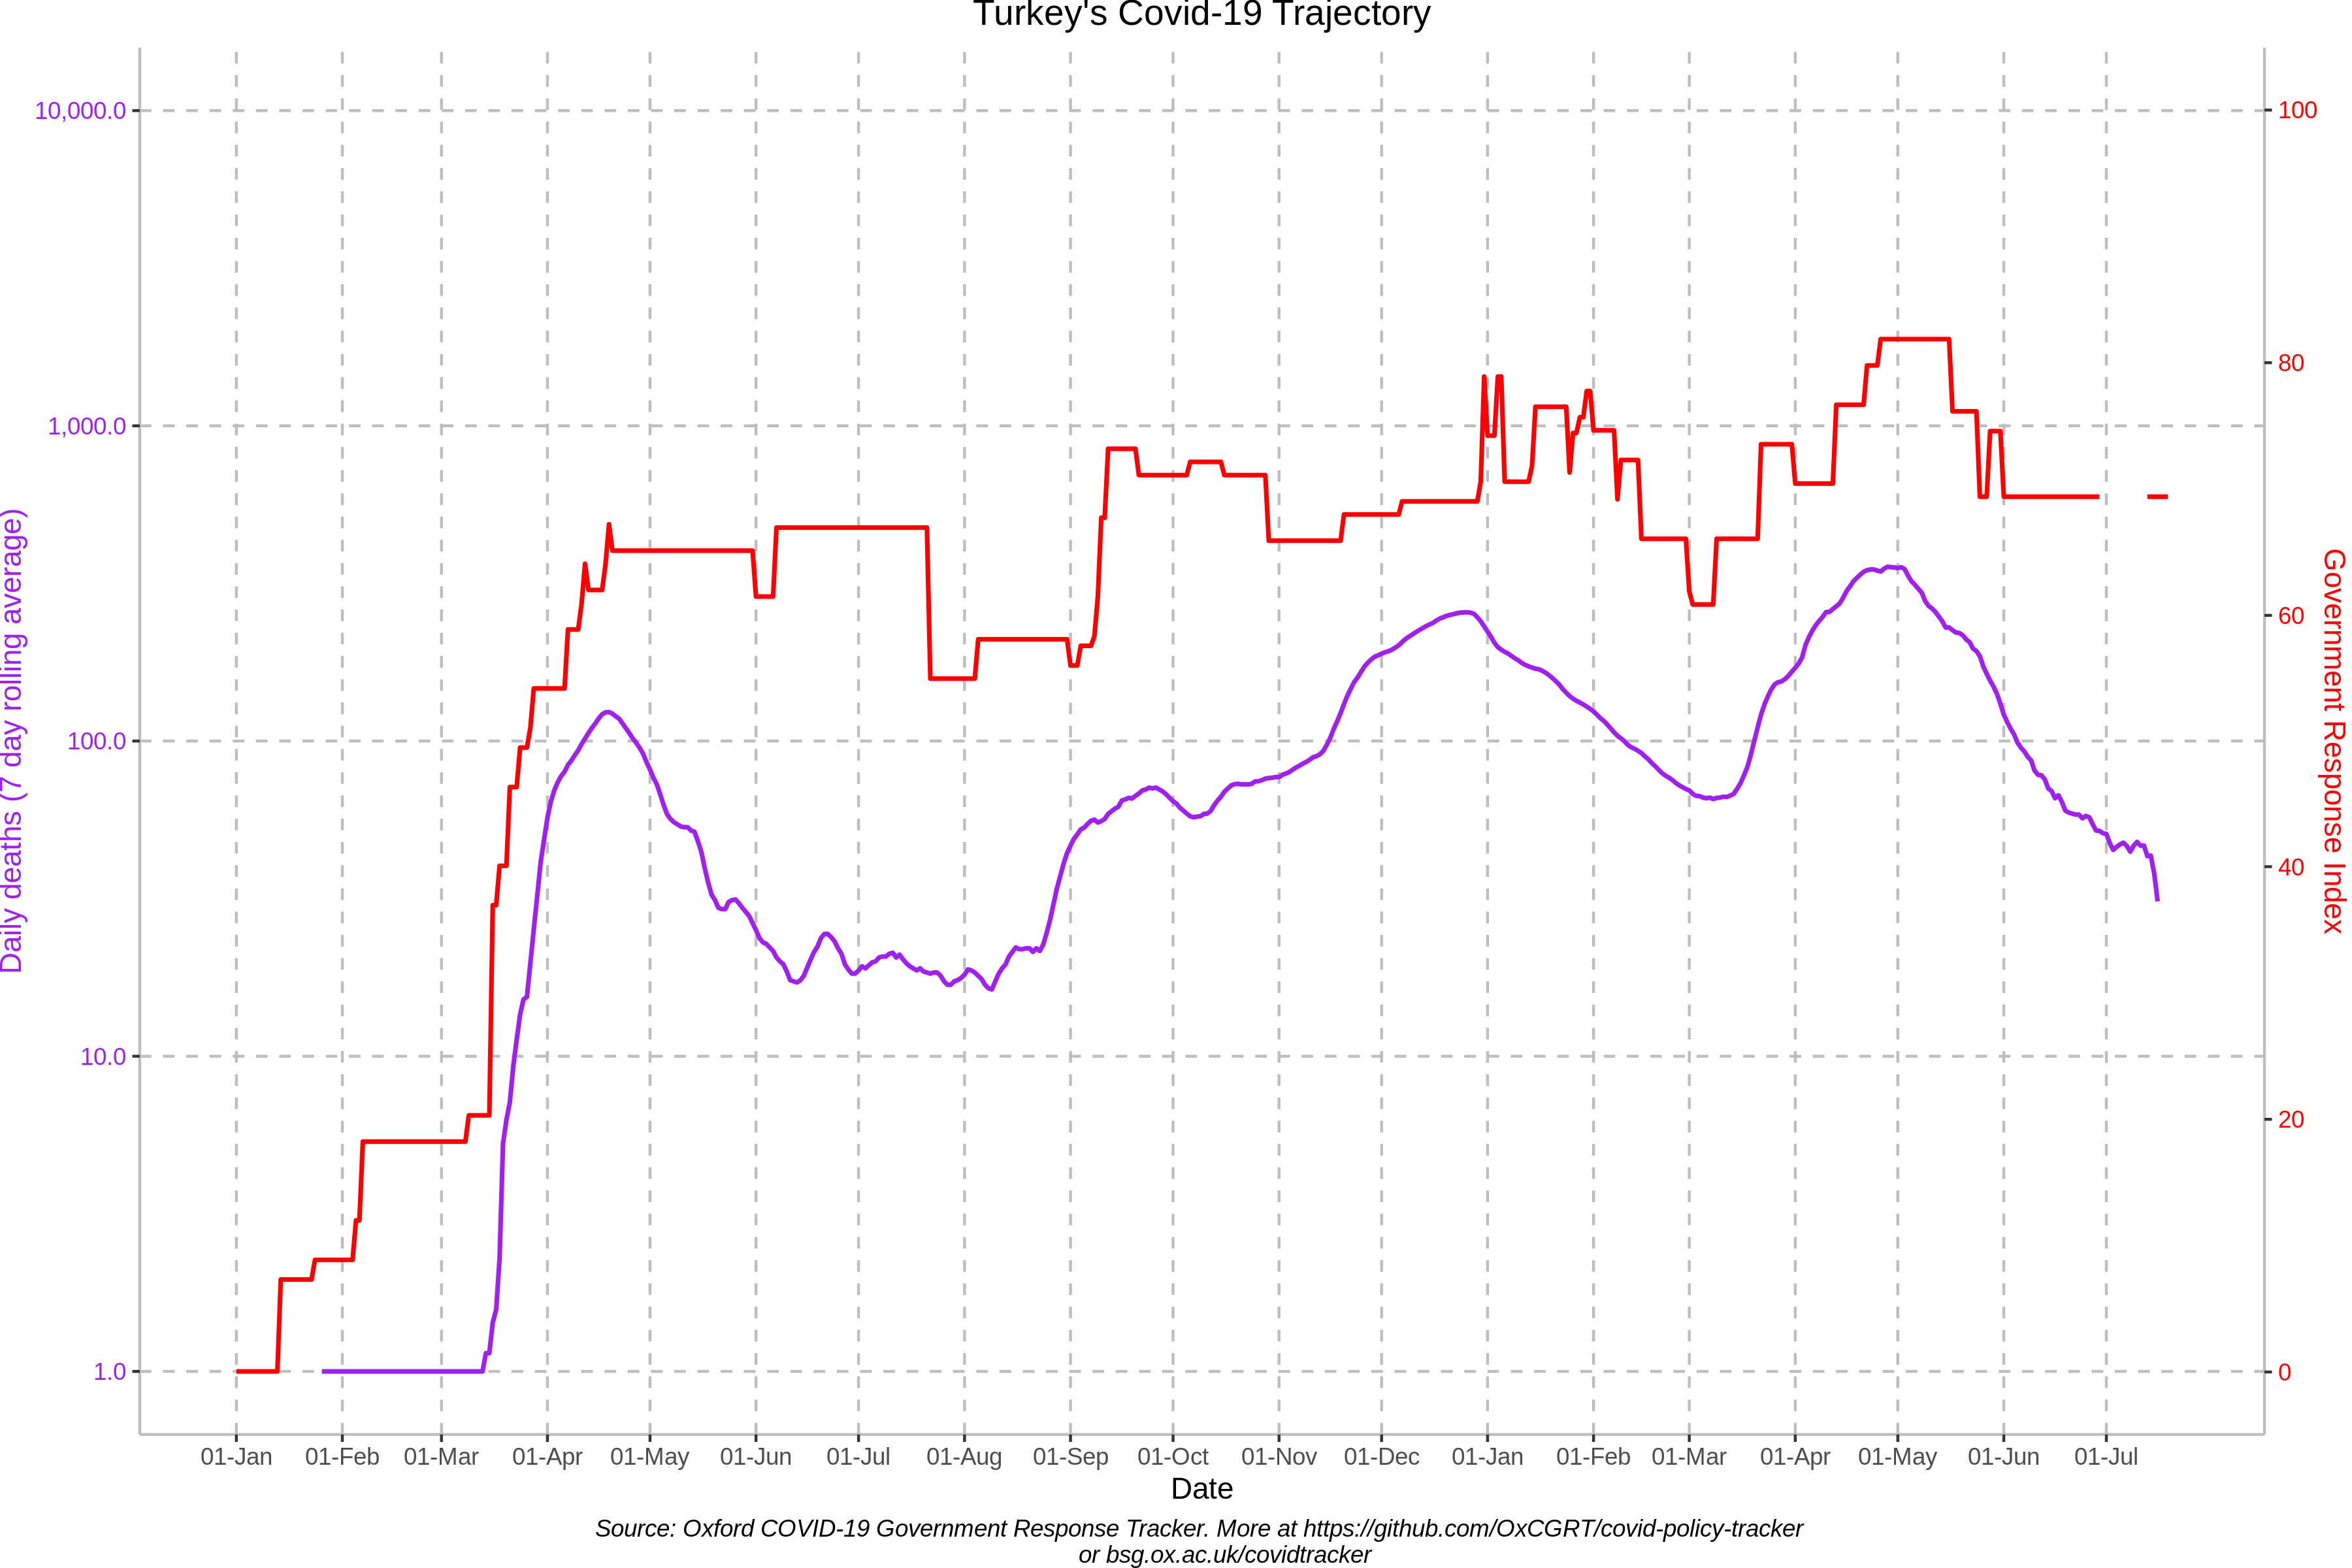 Turkey's Covid-19 Trajectory
10,000.0
1,000.0
100.0
10.0
1.0
Daily deaths (7 day rolling average)
100
80
60
40
20
0
Government Response Index
01-Jan 01-Feb 01-Mar 01-Apr 01-May 01-Jun 01-Jul 01-Aug 01-Sep 01-Oct 01-Nov 01-Dec 01-Jan 01-Feb 01-Mar 01-Apr 01-May 01-Jun 01-Jul
Date
Source: Oxford COVID-19 Government Response Tracker. More at https://github.com/OxCGRT/covid-policy-tracker
or bsg.ox.ac.uk/covidtracker